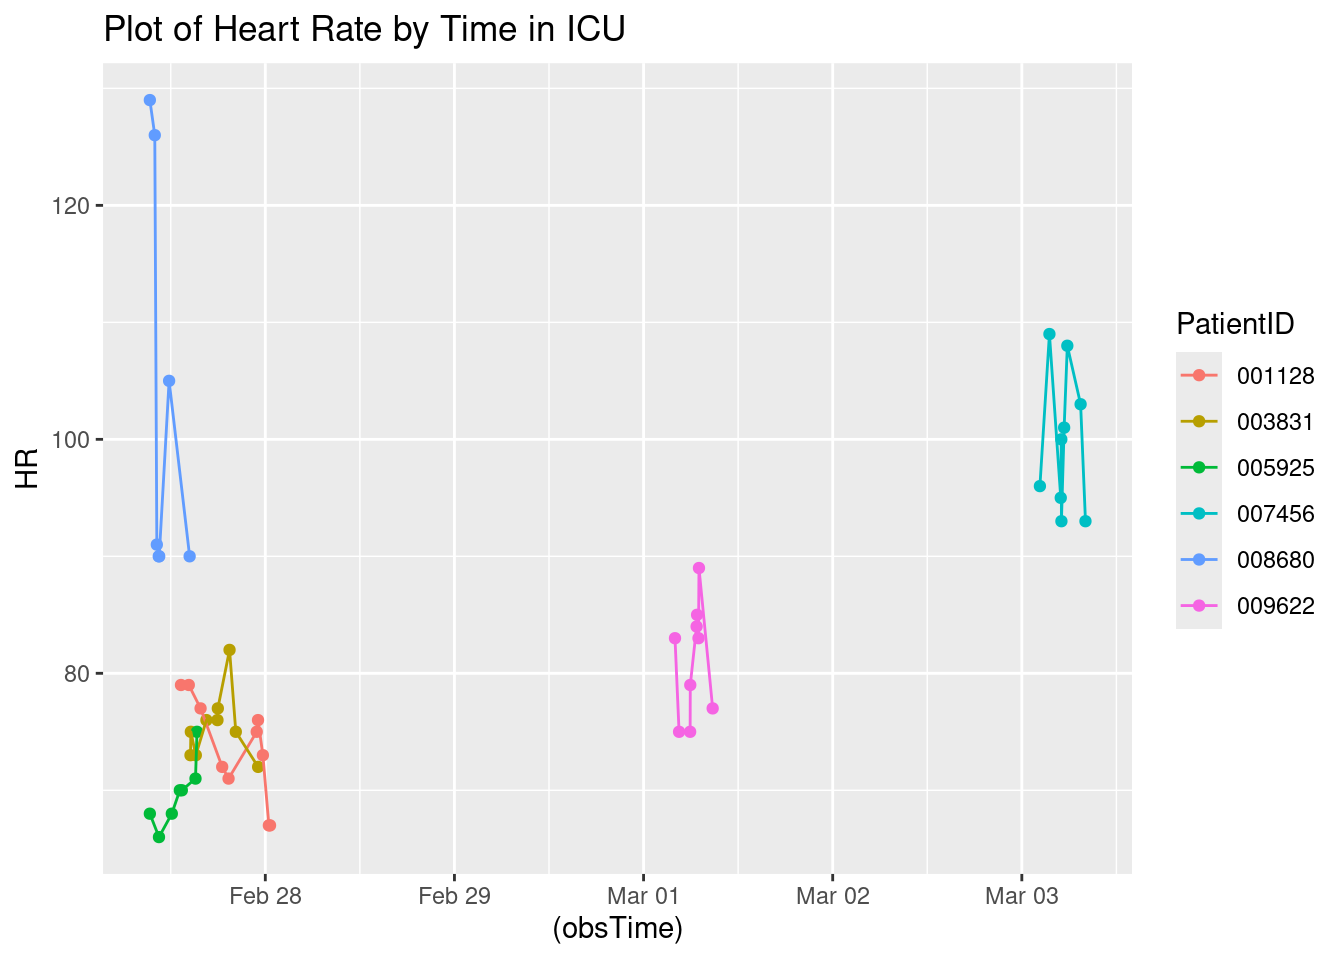 Plot of Heart Rate by Time in ICU
120
100
80
HR
Feb 28
Feb 29
Mar 01
Mar 02
Mar 03
(obsTime)
PatientID
001128
003831
005925
007456
008680
009622